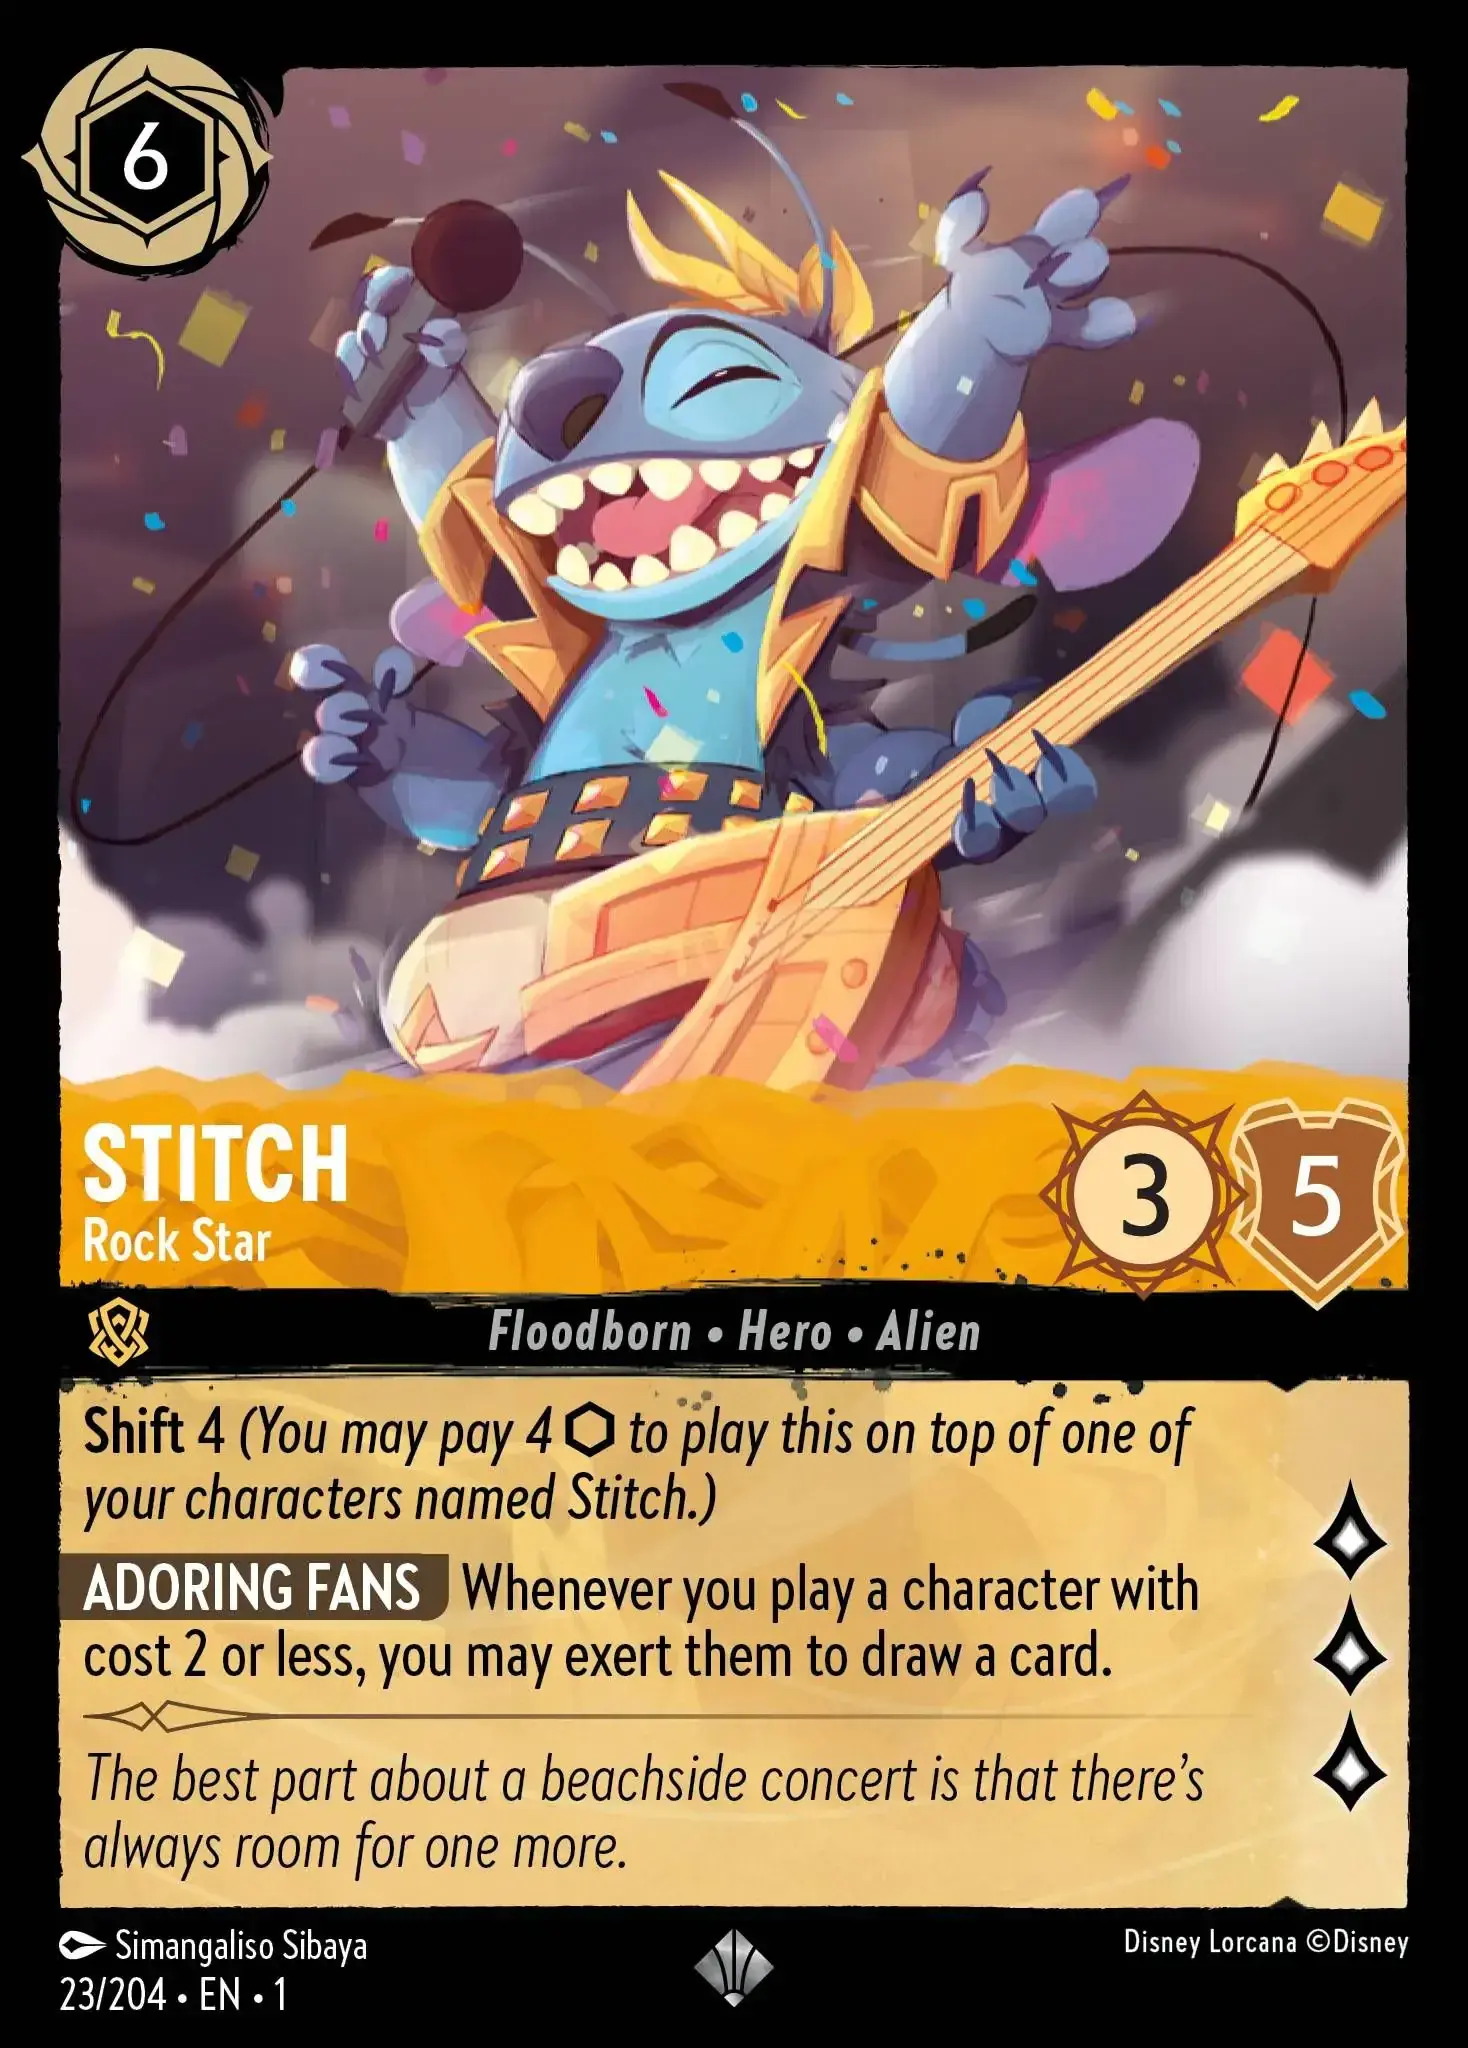 6
STITCH
Rock Star
3
5
Floodborn • Hero • Alien
Shift 4 (You may pay 4 ⬡ to play this on top of one of
your characters named Stitch.)
ADORING FANS Whenever you play a character with
cost 2 or less, you may exert them to draw a card.
The best part about a beachside concert is that there's
always room for one more.
Simangaliso Sibaya
23/204 • EN • 1
Disney Lorcana ©Disney